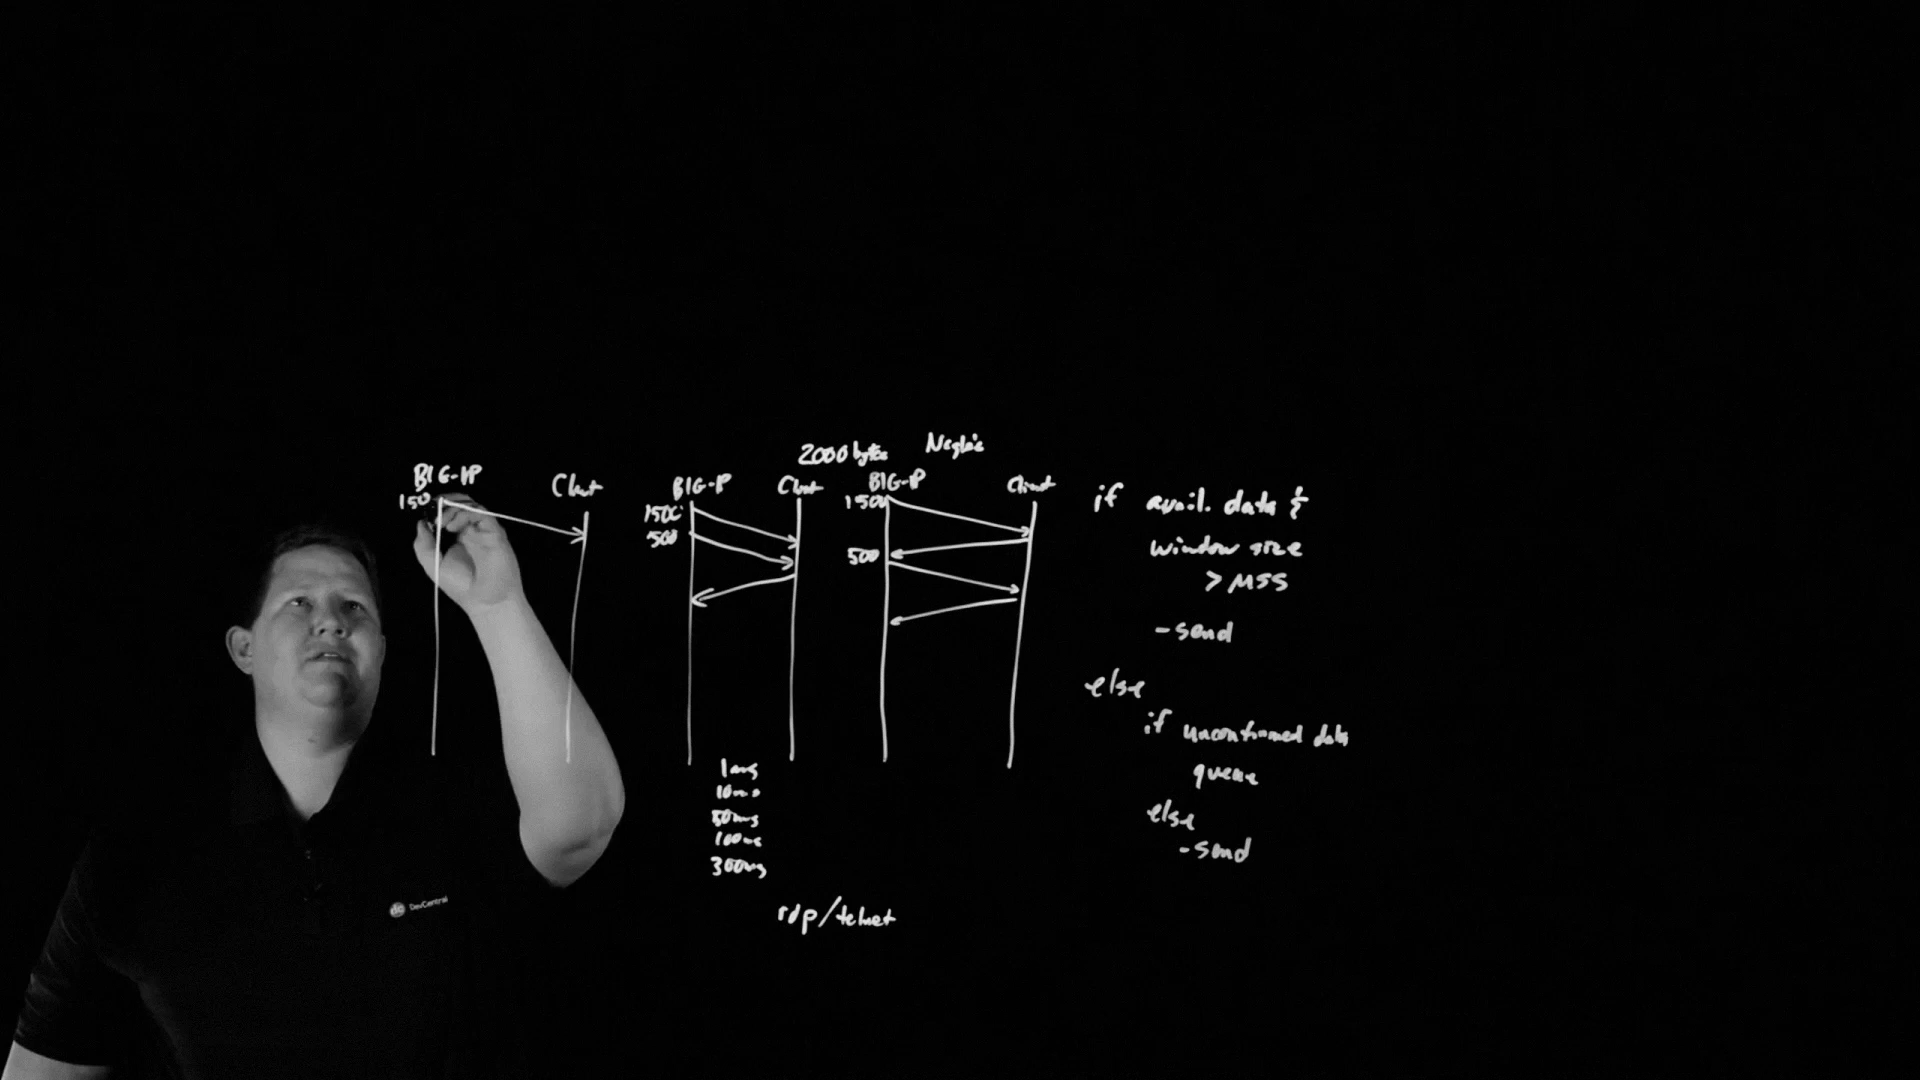 BIG-IP Client
150
BIG-IP Client
1500
500
2000 bytes Nagle's
BIG-IP Client
1500
500
1ms
10ms
50ms
100ms
300ms
rdp/telnet
if avail. data &
window size
> MSS
-send
else
if unconfirmed data
queue
else
-send
DevCentral